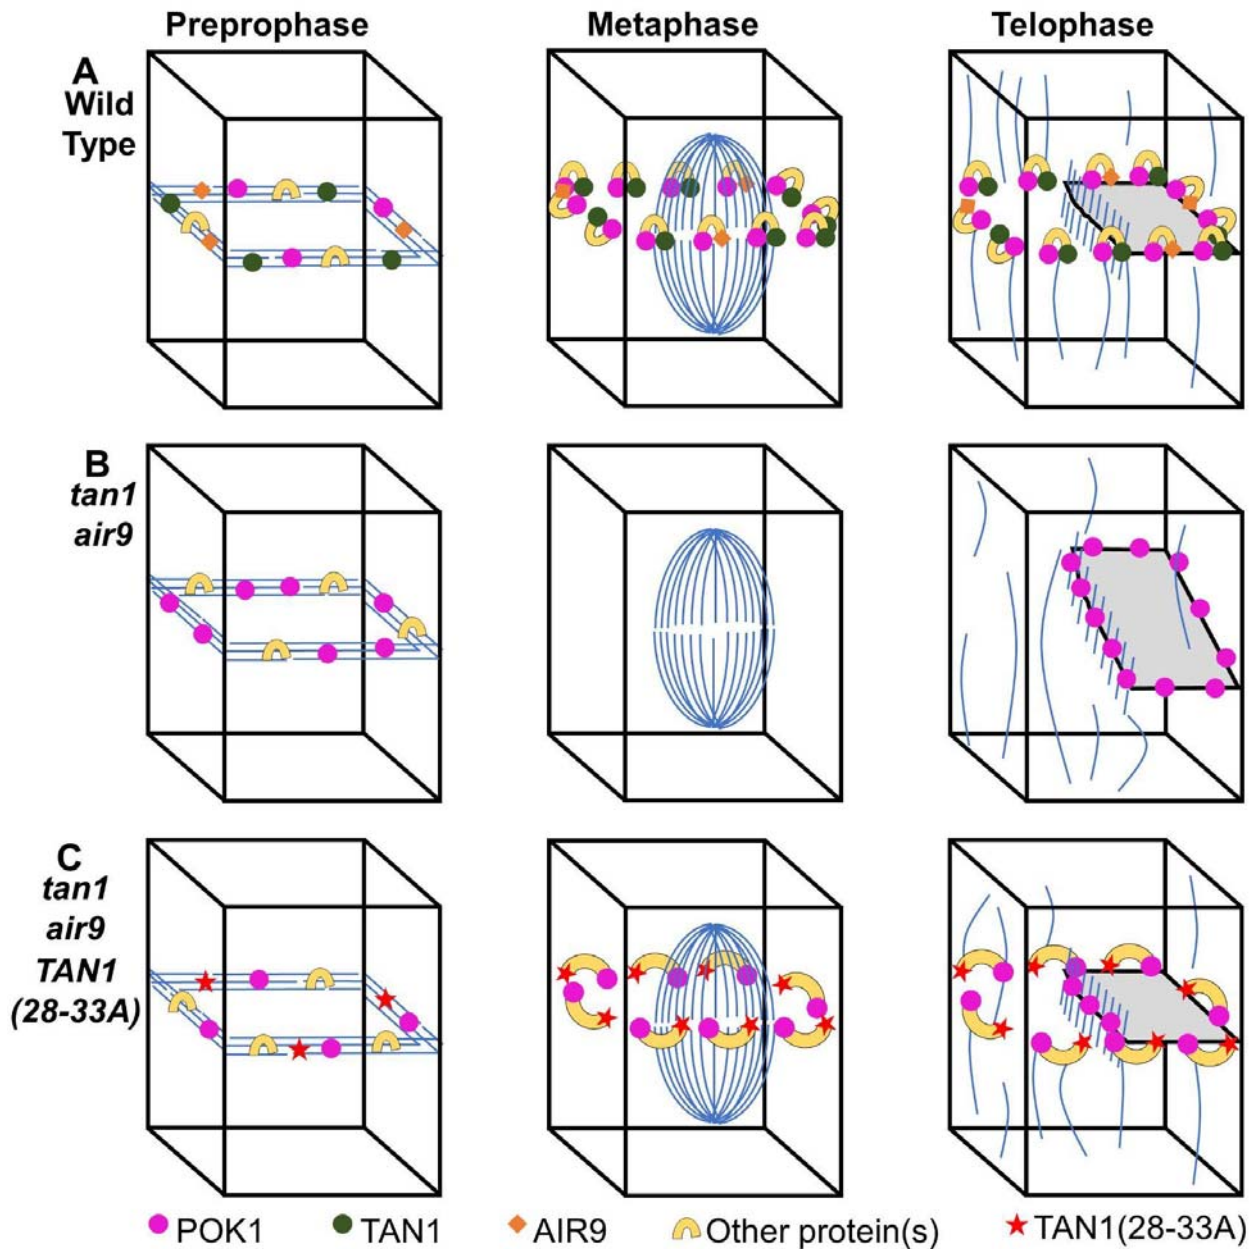 Preprophase Metaphase Telophase
A
Wild
Type
B
tan1
air9
C
tan1
air9
TAN1
(28-33A)
POK1 TAN1 AIR9 Other protein(s) TAN1(28-33A)